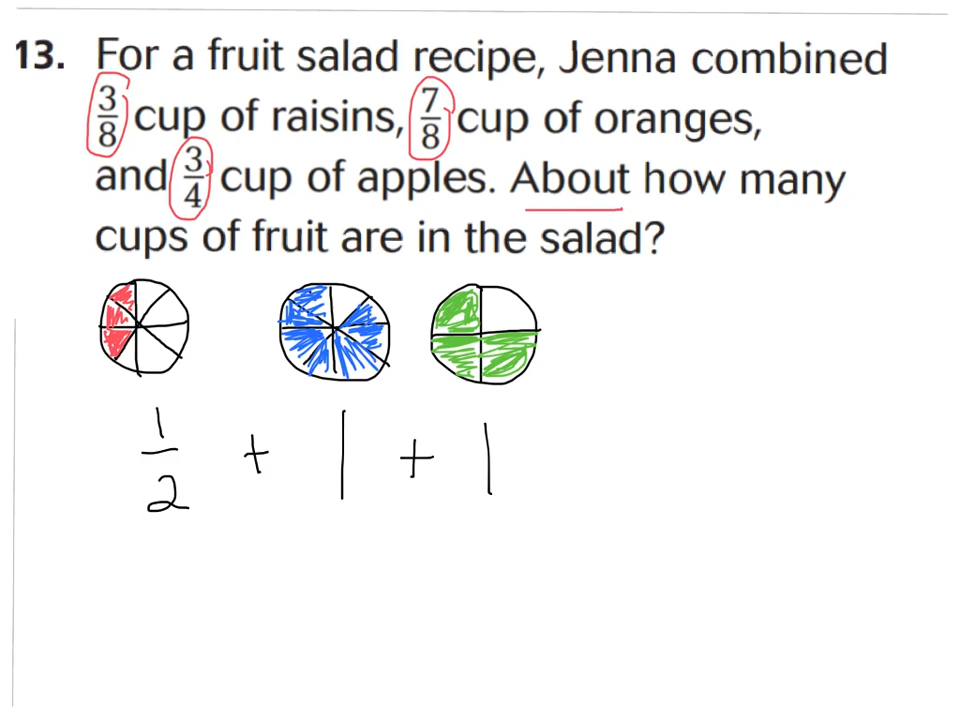 13. For a fruit salad recipe, Jenna combined
3/8 cup of raisins, 7/8 cup of oranges,
and 3/4 cup of apples. About how many
cups of fruit are in the salad?
1/2 + 1 + 1